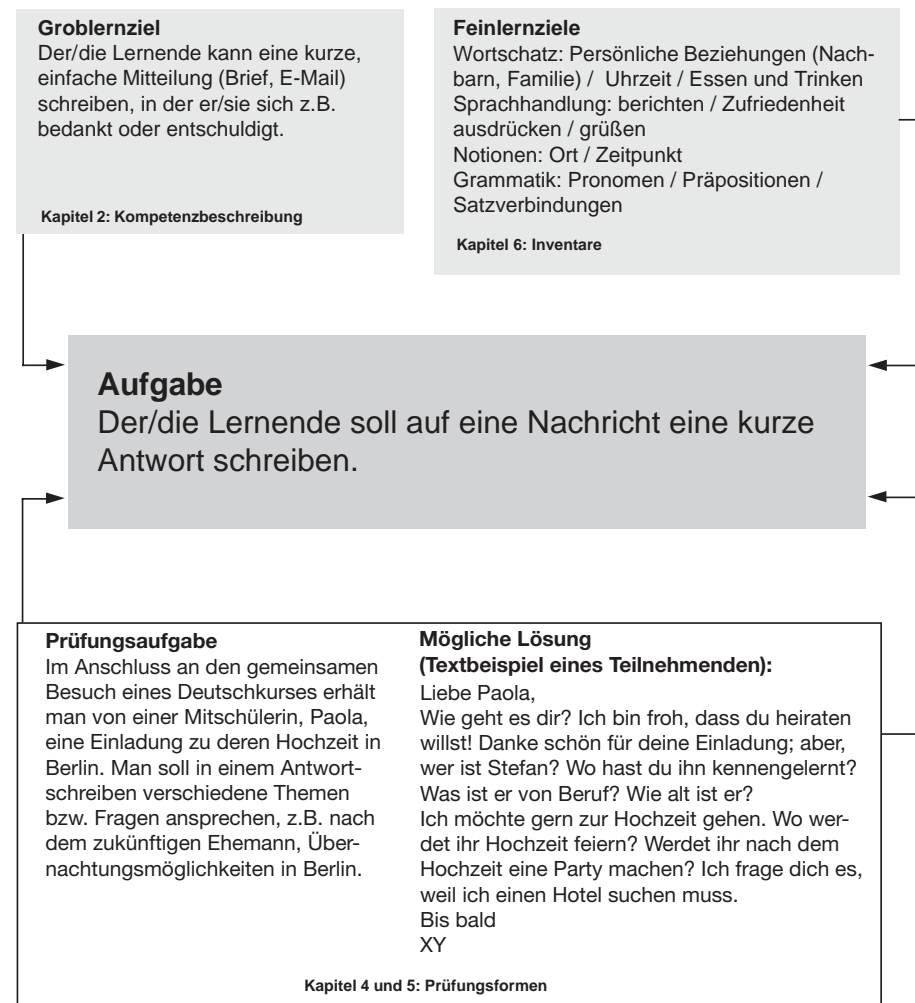 Groblernziel
Der/die Lernende kann eine kurze,
einfache Mitteilung (Brief, E-Mail)
schreiben, in der er/sie sich z.B.
bedankt oder entschuldigt.
Kapitel 2: Kompetenzbeschreibung
Feinlernziele
Wortschatz: Persönliche Beziehungen (Nach-
barn, Familie) / Uhrzeit / Essen und Trinken
Sprachhandlung: berichten / Zufriedenheit
ausdrücken / grüßen
Notionen: Ort / Zeitpunkt
Grammatik: Pronomen / Präpositionen /
Satzverbindungen
Kapitel 6: Inventare
Aufgabe
Der/die Lernende soll auf eine Nachricht eine kurze
Antwort schreiben.
Prüfungsaufgabe
Im Anschluss an den gemeinsamen
Besuch eines Deutschkurses erhält
man von einer Mitschülerin, Paola,
eine Einladung zu deren Hochzeit in
Berlin. Man soll in einem Antwort-
schreiben verschiedene Themen
bzw. Fragen ansprechen, z.B. nach
dem zukünftigen Ehemann, Über-
nachtungsmöglichkeiten in Berlin.
Mögliche Lösung
(Textbeispiel eines Teilnehmenden):
Liebe Paola,
Wie geht es dir? Ich bin froh, dass du heiraten
willst! Danke schön für deine Einladung; aber,
wer ist Stefan? Wo hast du ihn kennengelernt?
Was ist er von Beruf? Wie alt ist er?
Ich möchte gern zur Hochzeit gehen. Wo wer-
det ihr Hochzeit feiern? Werdet ihr nach dem
Hochzeit eine Party machen? Ich frage dich es,
weil ich einen Hotel suchen muss.
Bis bald
XY
Kapitel 4 und 5: Prüfungsformen